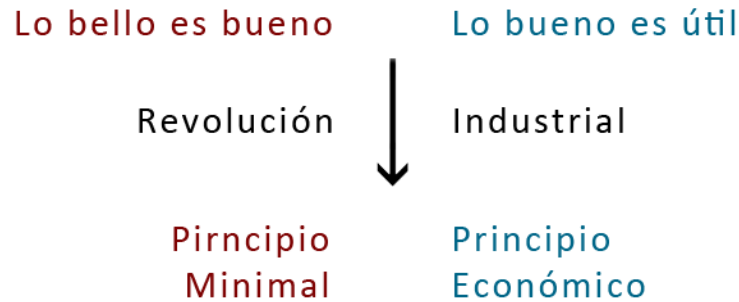 Lo bello es bueno Lo bueno es útil
Revolución Industrial
Pirncipio Principio
Minimal Económico